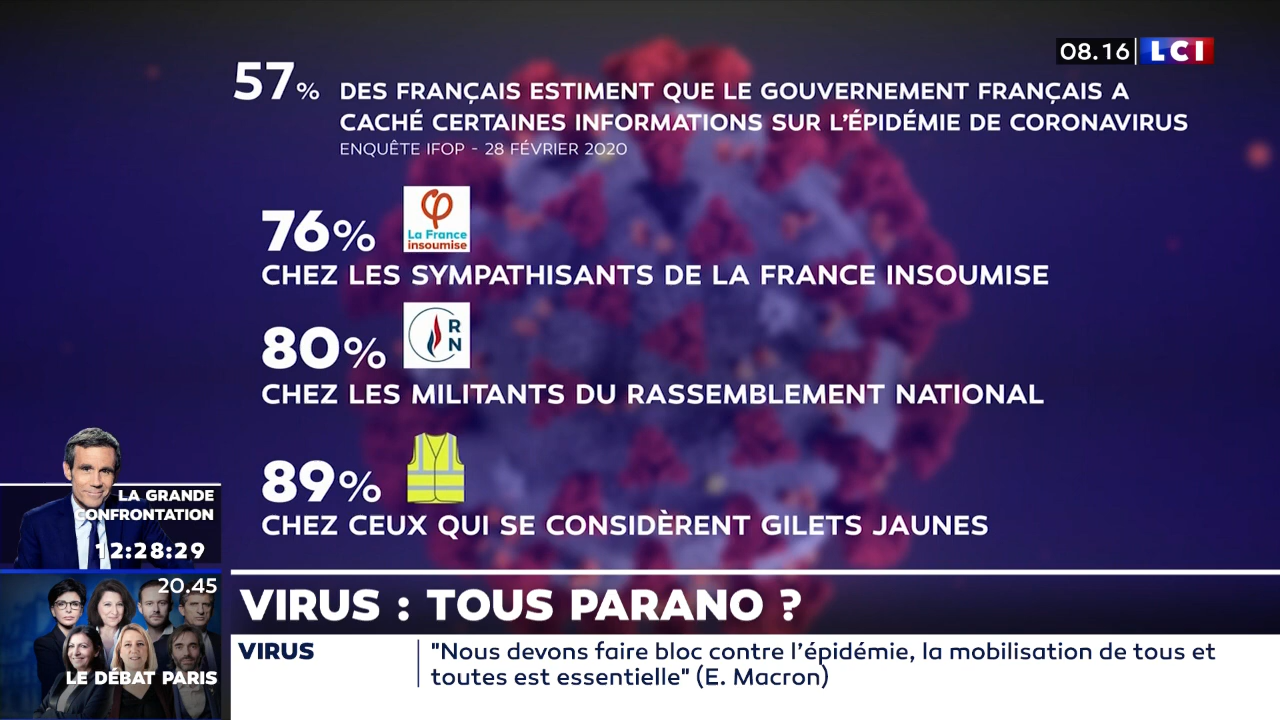 08.16 LCI
57% DES FRANÇAIS ESTIMENT QUE LE GOUVERNEMENT FRANÇAIS A
CACHÉ CERTAINES INFORMATIONS SUR L'ÉPIDÉMIE DE CORONAVIRUS
ENQUÊTE IFOP - 28 FÉVRIER 2020
76%
La France
insoumise
CHEZ LES SYMPATHISANTS DE LA FRANCE INSOUMISE
80%
R
N
CHEZ LES MILITANTS DU RASSEMBLEMENT NATIONAL
89%
CHEZ CEUX QUI SE CONSIDÈRENT GILETS JAUNES
LA GRANDE
CONFRONTATION
12:28:29
20.45
LE DÉBAT PARIS
VIRUS : TOUS PARANO ?
VIRUS
"Nous devons faire bloc contre l'épidémie, la mobilisation de tous et
toutes est essentielle" (E. Macron)